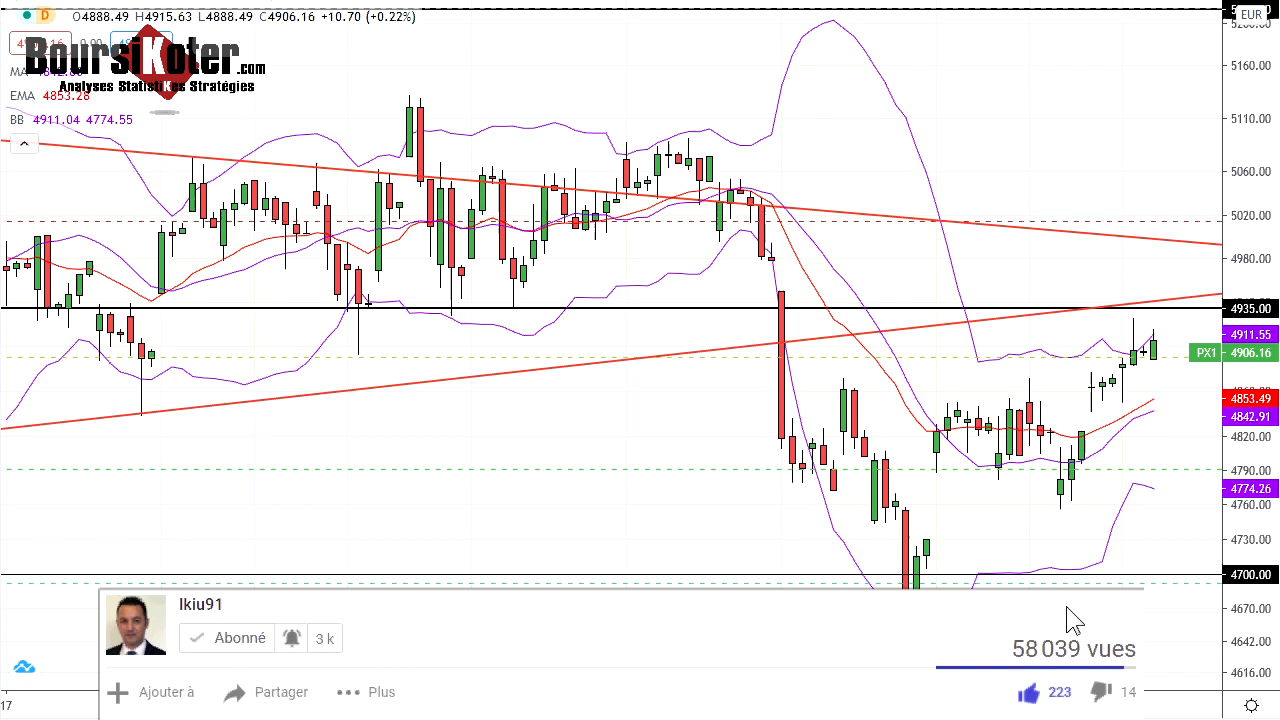 D O4888.49 H4915.63 L4888.49 C4906.16 +10.70 (+0.22%)
EUR
BoursiKoter.com
Analyses StatistiKes Stratégies
MA
EMA 4853.28
BB 4911.04 4774.55
5160.00
5110.00
5060.00
5020.00
4980.00
4935.00
4911.55
PX1 4906.16
4853.49
4842.91
4820.00
4790.00
4774.26
4760.00
4730.00
4700.00
4670.00
4642.00
4616.00
17
lkiu91
Abonné 3 k
58 039 vues
Ajouter à Partager Plus
223 14